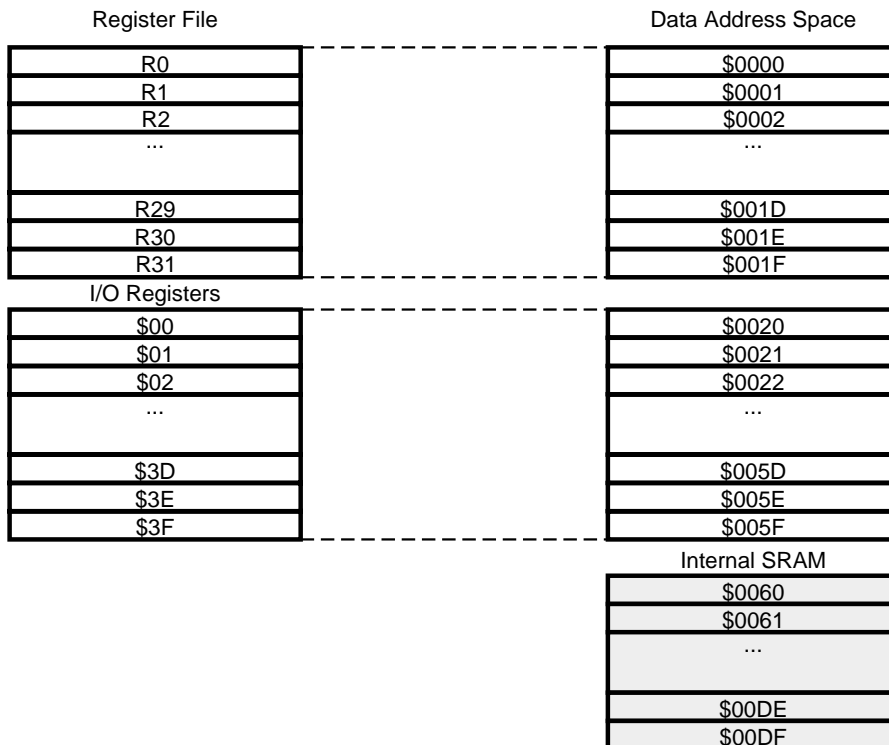 Register File
Data Address Space
R0
$0000
R1
$0001
R2
$0002
...
...
R29
$001D
R30
$001E
R31
$001F
I/O Registers
$00
$0020
$01
$0021
$02
$0022
...
...
$3D
$005D
$3E
$005E
$3F
$005F
Internal SRAM
$0060
$0061
...
$00DE
$00DF